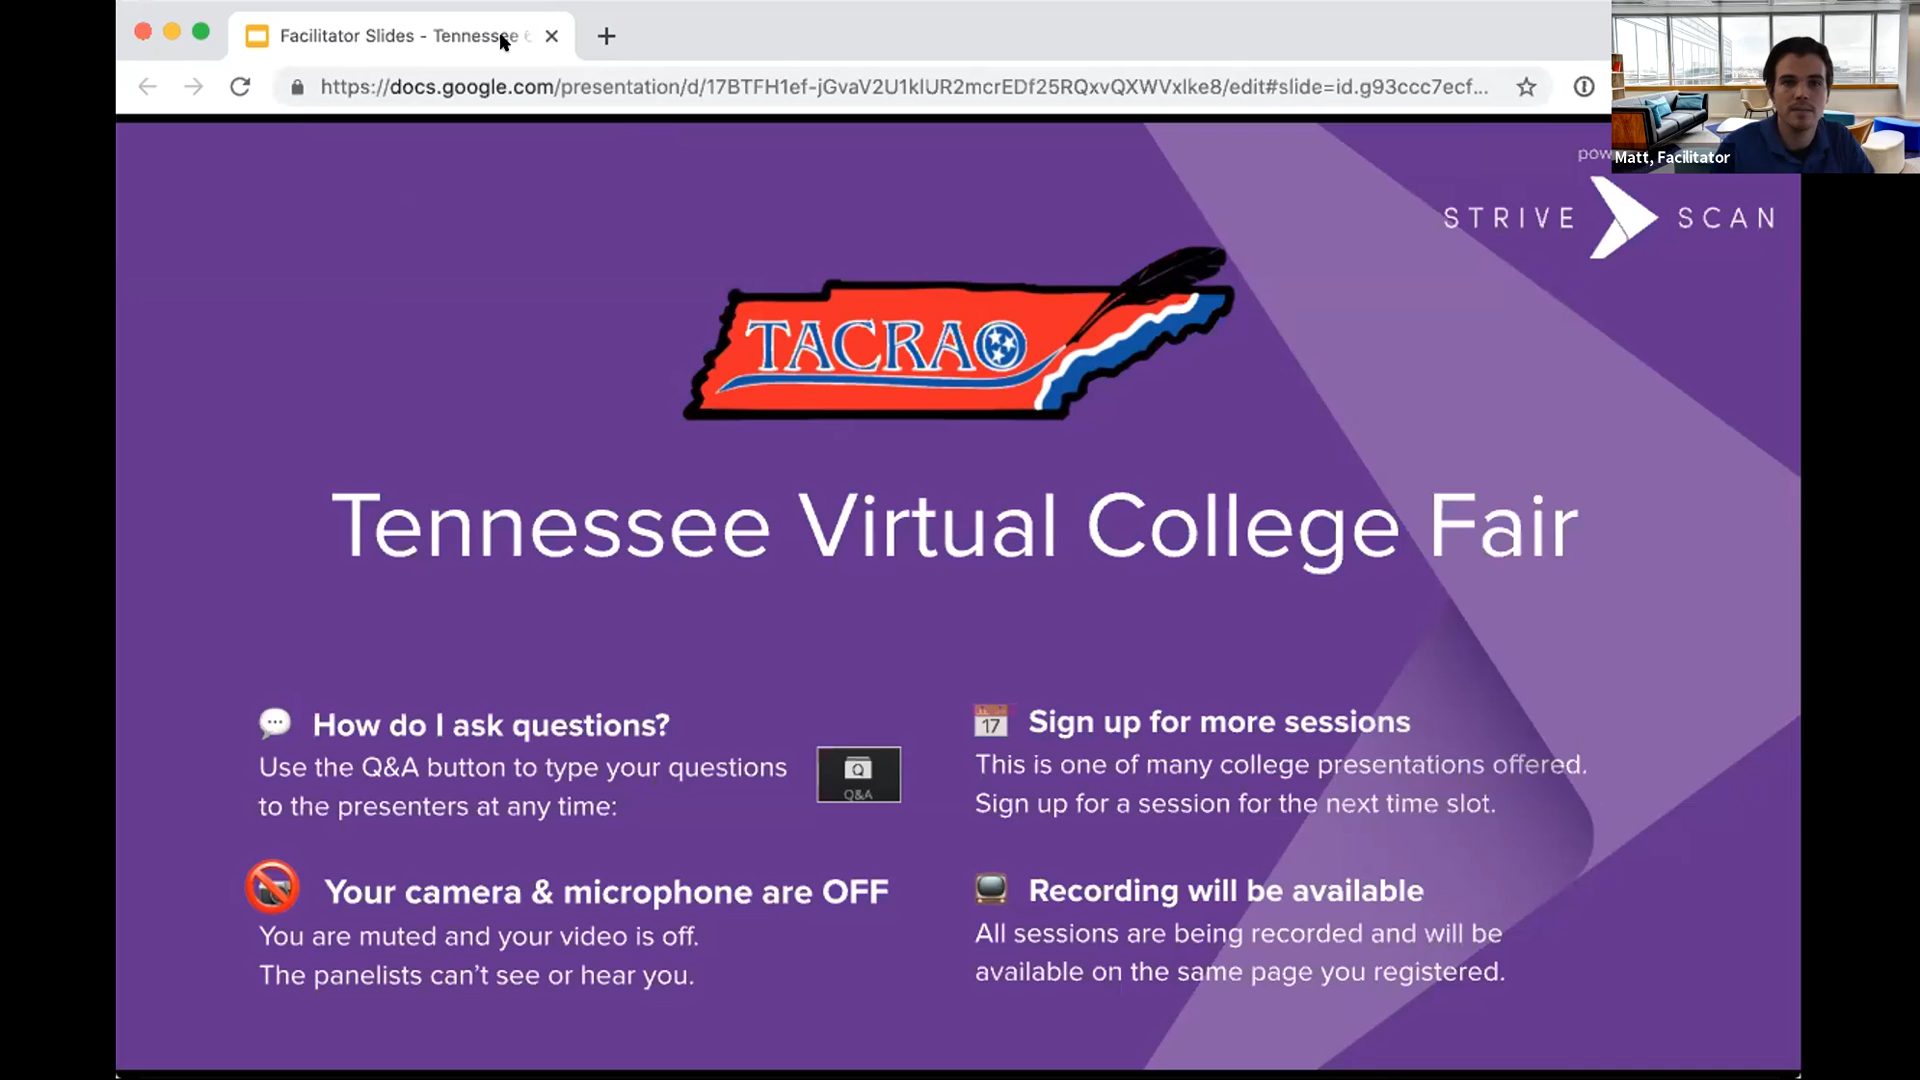 Facilitator Slides - Tennessee
https://docs.google.com/presentation/d/17BTFH1ef-jGvaV2U1klUR2mcrEDf25RQxvQXWVxlke8/edit#slide=id.g93ccc7ecf...
Matt, Facilitator
STRIVE SCAN
TACRAO
Tennessee Virtual College Fair
How do I ask questions?
Use the Q&A button to type your questions
to the presenters at any time:
Q&A
Your camera & microphone are OFF
You are muted and your video is off.
The panelists can't see or hear you.
17
Sign up for more sessions
This is one of many college presentations offered.
Sign up for a session for the next time slot.
Recording will be available
All sessions are being recorded and will be
available on the same page you registered.